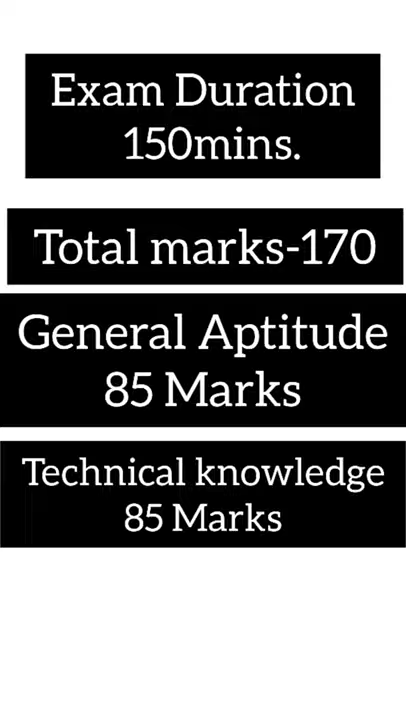 Exam Duration
150mins.
Total marks-170
General Aptitude
85 Marks
Technical knowledge
85 Marks